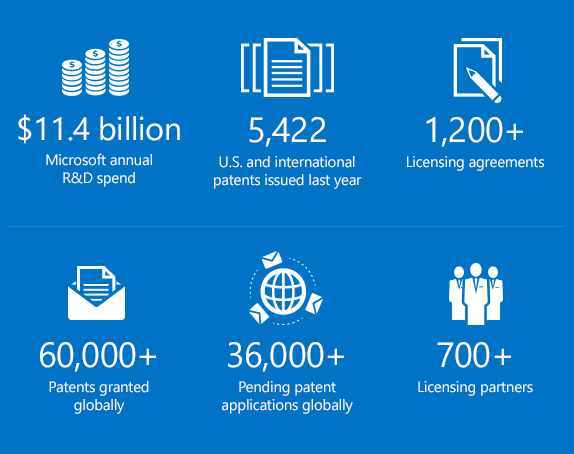 $11.4 billion
Microsoft annual
R&D spend
5,422
U.S. and international
patents issued last year
1,200+
Licensing agreements
60,000+
Patents granted
globally
36,000+
Pending patent
applications globally
700+
Licensing partners